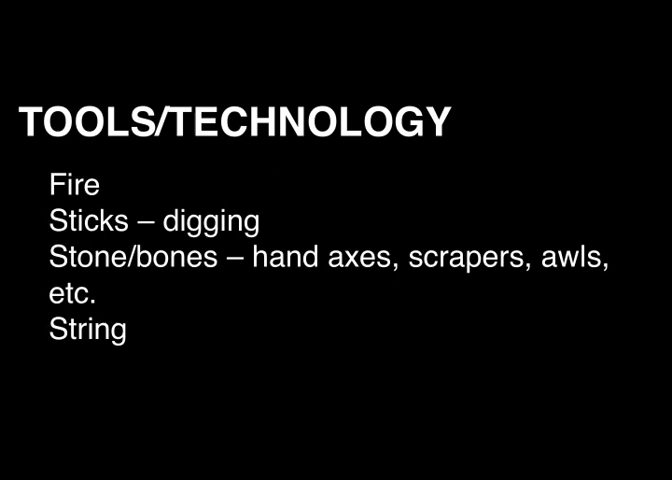 TOOLS/TECHNOLOGY
Fire
Sticks – digging
Stone/bones – hand axes, scrapers, awls,
etc.
String